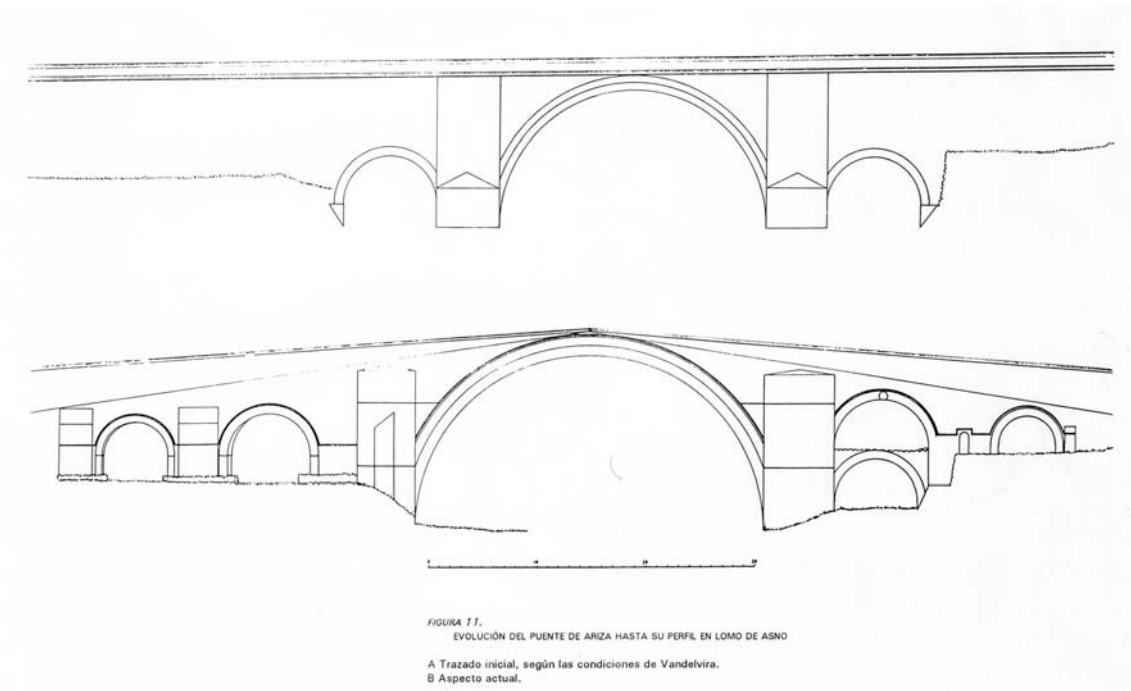 FIGURA 11.
EVOLUCIÓN DEL PUENTE DE ARIZA HASTA SU PERFIL EN LOMO DE ASNO
A Trazado inicial, según las condiciones de Vandelvira.
B Aspecto actual.